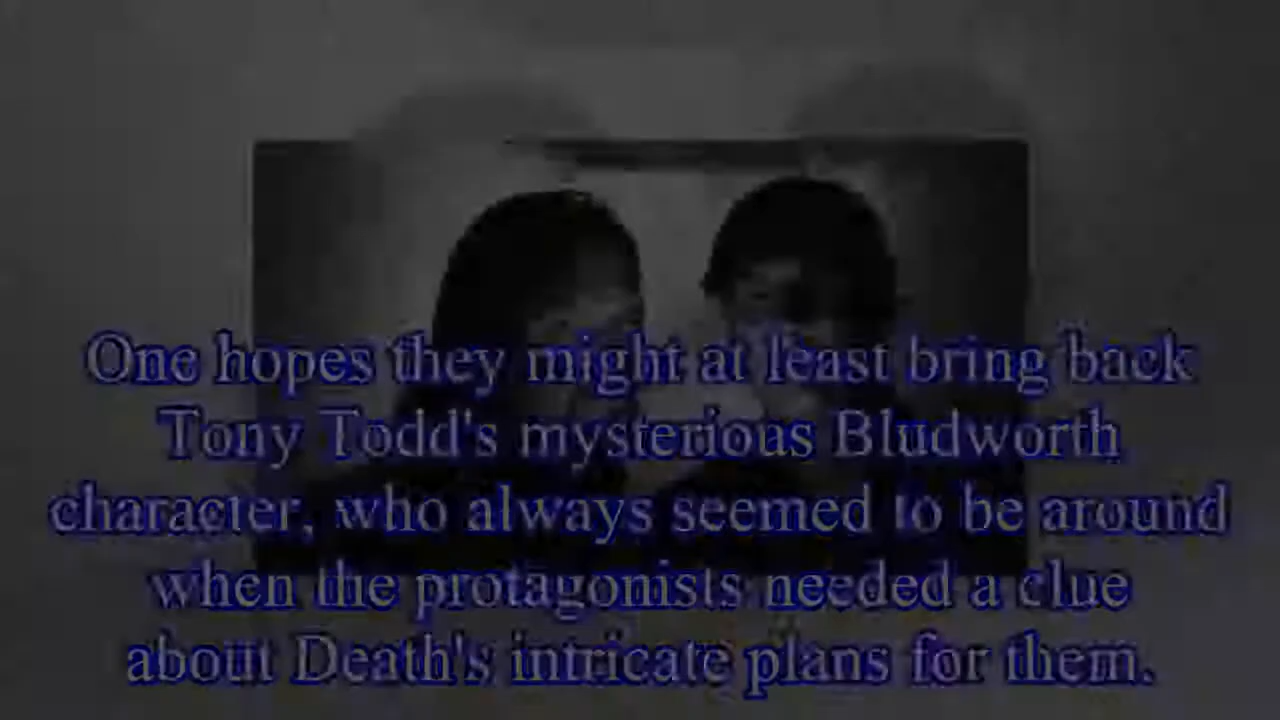 One hopes they might at least bring back
Tony Todd's mysterious Bludworth
character, who always seemed to be around
when the protagonists needed a clue
about Death's intricate plans for them.